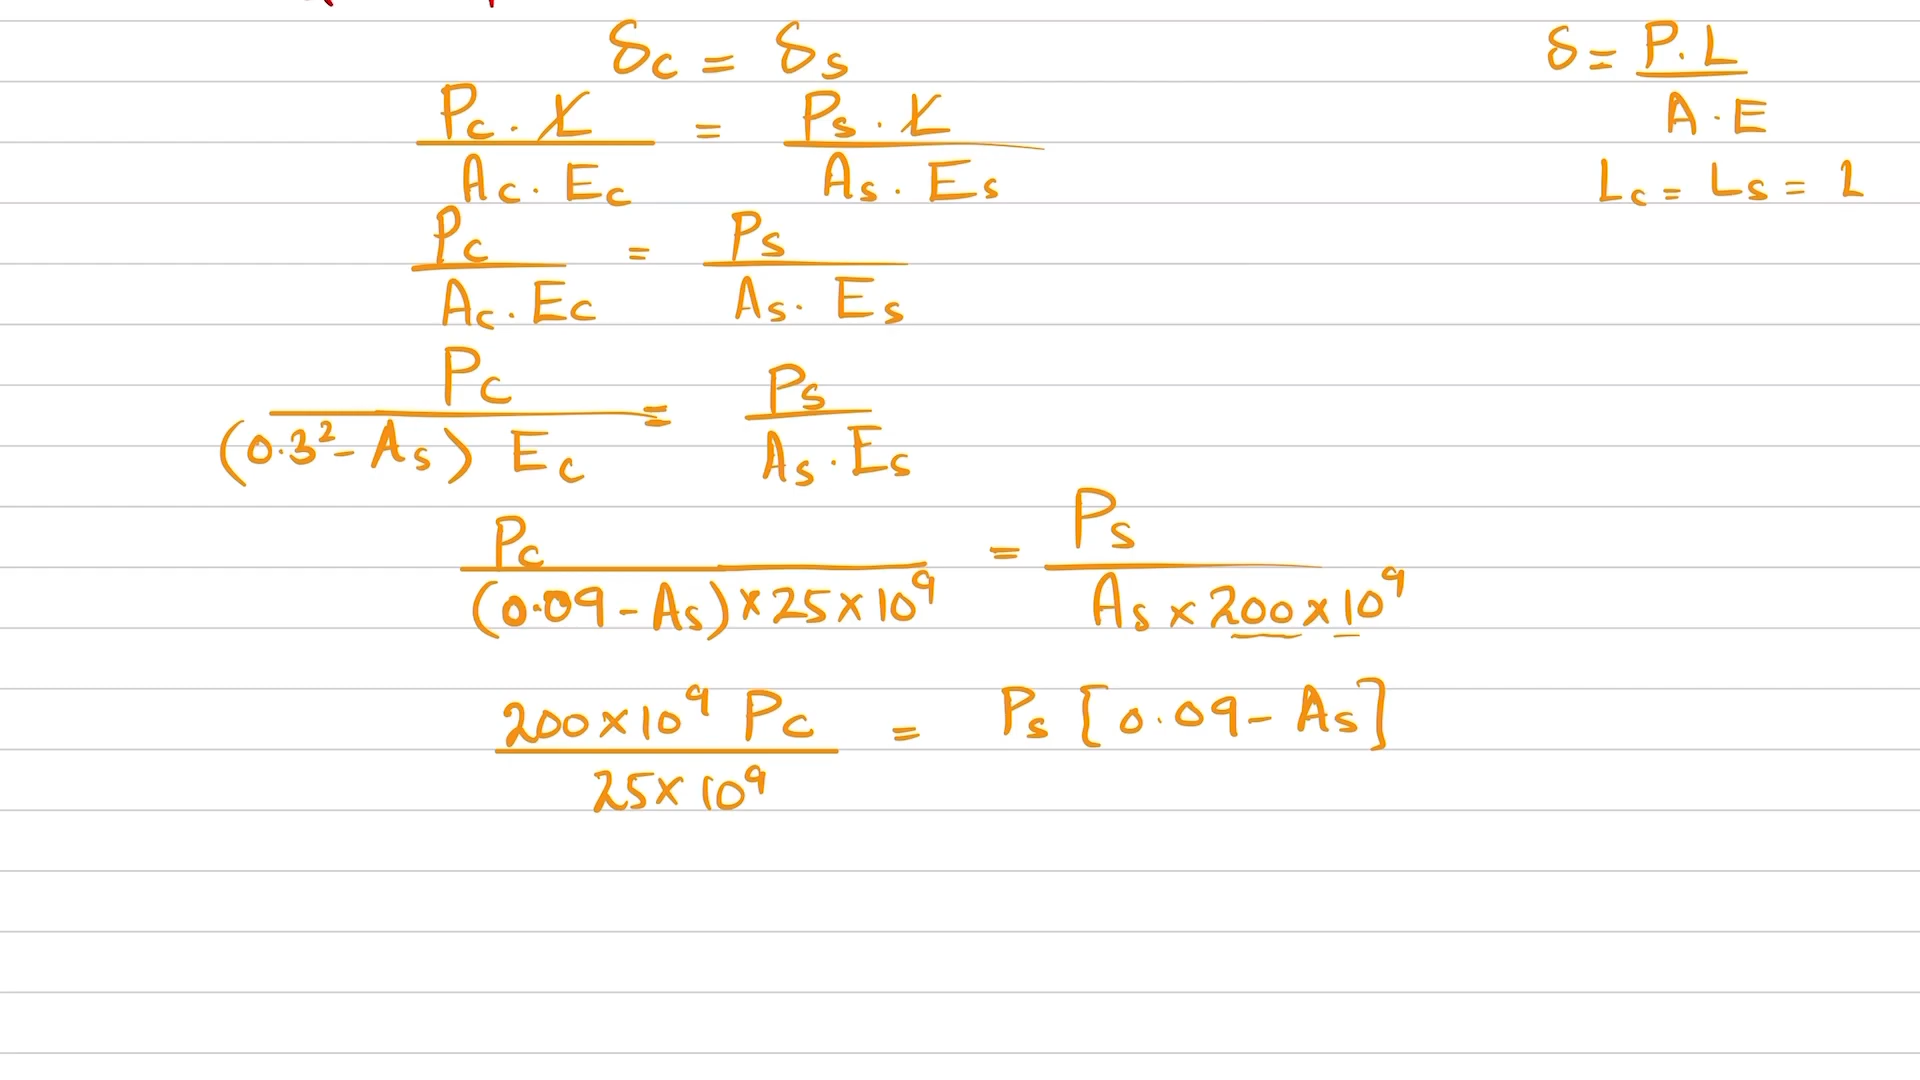 δc = δs
δ = P.L / A.E
Pc . L / Ac . Ec = Ps . L / As . Es
Lc = Ls = L
Pc / Ac . Ec = Ps / As . Es
Pc / (0.3² - As) Ec = Ps / As . Es
Pc / (0.09 - As) × 25 × 10⁹ = Ps / As × 200 × 10⁹
200 × 10⁹ Pc / 25 × 10⁹ = Ps [0.09 - As]